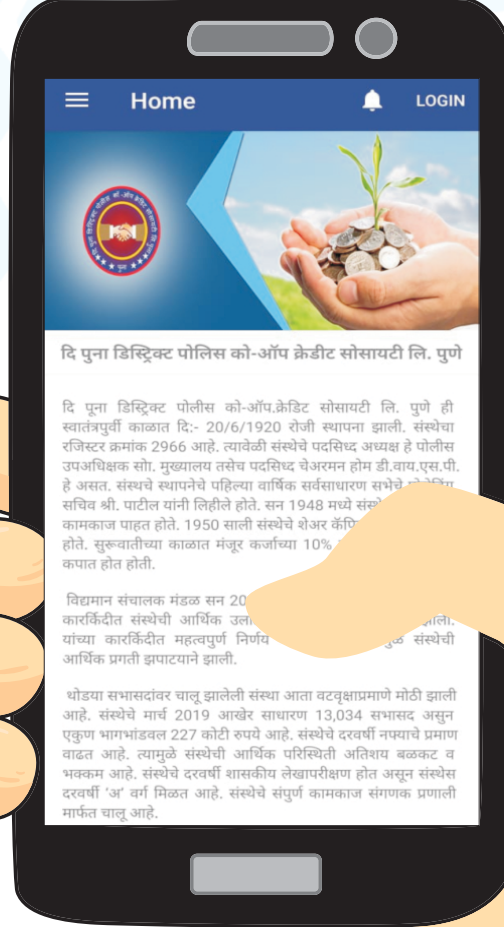 Home
LOGIN
दि पुना डिस्ट्रिक्ट पोलिस को-ऑप क्रेडीट सोसायटी लि. पुणे
दि पूना डिस्ट्रिक्ट पोलीस को-ऑप.क्रेडिट सोसायटी लि. पुणे ही
स्वातंत्रपुर्वी काळात दि:- 20/6/1920 रोजी स्थापना झाली. संस्थेचा
रजिस्टर क्रमांक 2966 आहे. त्यावेळी संस्थेचे पदसिध्द अध्यक्ष हे पोलीस
उपअधिक्षक सोा. मुख्यालय तसेच पदसिध्द चेअरमन होम डी.वाय.एस.पी.
हे असत. संस्थचे स्थापनेचे पहिल्या वार्षिक सर्वसाधारण सभेचे
सचिव श्री. पाटील यांनी लिहीले होते. सन 1948 मध्ये
कामकाज पाहत होते. 1950 साली संस्थेचे शेअर
होते. सुरूवातीच्या काळात मंजूर कर्जाच्या 10%
कपात होत होती.
विद्यमान संचालक मंडळ सन
कारकिंदीत संस्थेची आर्थिक
यांच्या कारकिंदीत महत्वपुर्ण निर्णय संस्थेची
आर्थिक प्रगती झपाटयाने झाली.
थोडया सभासदांवर चालू झालेली संस्था आता वटवृक्षाप्रमाणे मोठी झाली
आहे. संस्थेचे मार्च 2019 आखेर साधारण 13,034 सभासद असुन
एकुण भागभांडवल 227 कोटी रुपये आहे. संस्थेचे दरवर्षी नफ्याचे प्रमाण
वाढत आहे. त्यामुळे संस्थेची आर्थिक परिस्थिती अतिशय बळकट व
भक्कम आहे. संस्थेचे दरवर्षी शासकीय लेखापरीक्षण होत असून संस्थेस
दरवर्षी ‘अ’ वर्ग मिळत आहे. संस्थेचे संपुर्ण कामकाज संगणक प्रणाली
मार्फत चालू आहे.